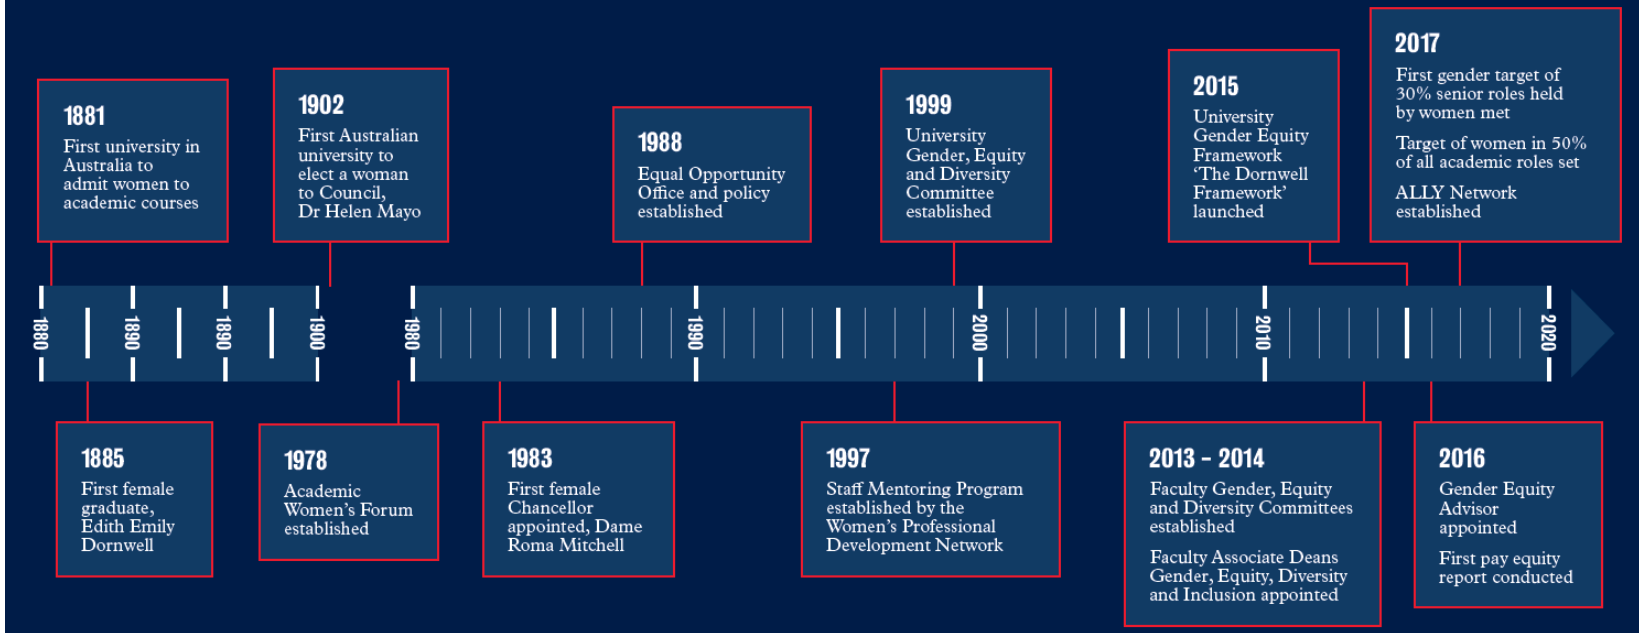 1881
First university in
Australia to
admit women to
academic courses
1902
First Australian
university to
elect a woman
to Council,
Dr Helen Mayo
1988
Equal Opportunity
Office and policy
established
1999
University
Gender, Equity
and Diversity
Committee
established
2015
University
Gender Equity
Framework
‘The Dornwell
Framework’
launched
2017
First gender target of
30% senior roles held
by women met
Target of women in 50%
of all academic roles set
ALLY Network
established
1880
1890
1890
1900
1980
1990
2000
2010
2020
1885
First female
graduate,
Edith Emily
Dornwell
1978
Academic
Women’s Forum
established
1983
First female
Chancellor
appointed, Dame
Roma Mitchell
1997
Staff Mentoring Program
established by the
Women’s Professional
Development Network
2013 – 2014
Faculty Gender, Equity
and Diversity Committees
established
Faculty Associate Deans
Gender, Equity, Diversity
and Inclusion appointed
2016
Gender Equity
Advisor
appointed
First pay equity
report conducted